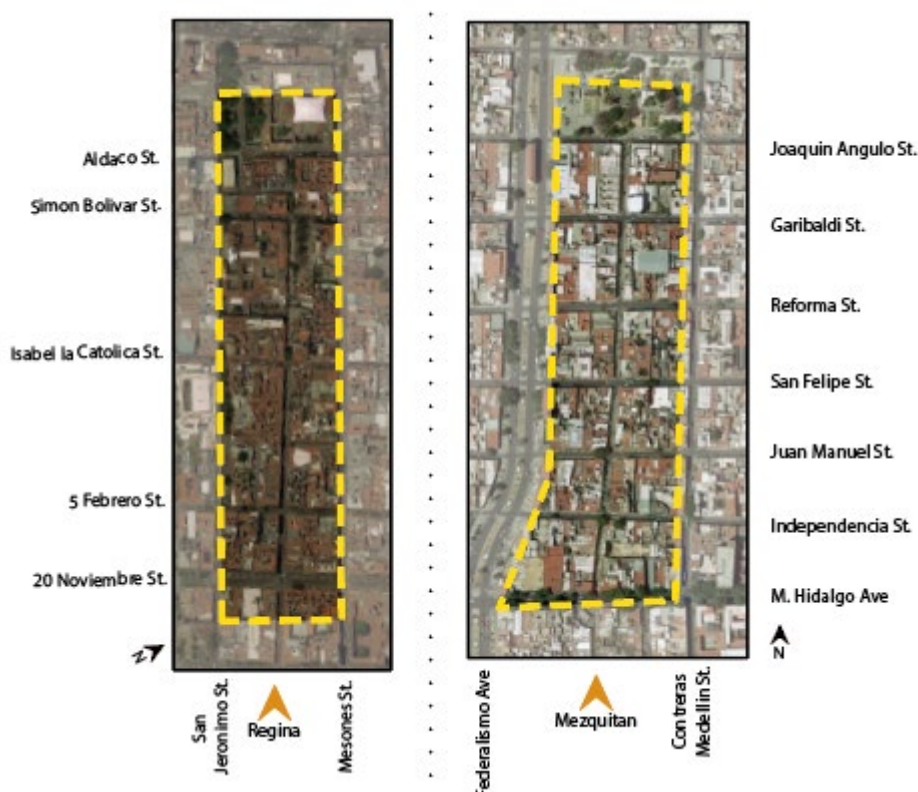 Aldaco St.
Simon Bolivar St.
Isabel la Catolica St.
5 Febrero St.
20 Noviembre St.
N
San
Jeronimo St.
Regina
Mesones St.
Joaquin Angulo St.
Garibaldi St.
Reforma St.
San Felipe St.
Juan Manuel St.
Independencia St.
M. Hidalgo Ave
N
Federalismo Ave
Mezquitan
Contreras
Medellin St.